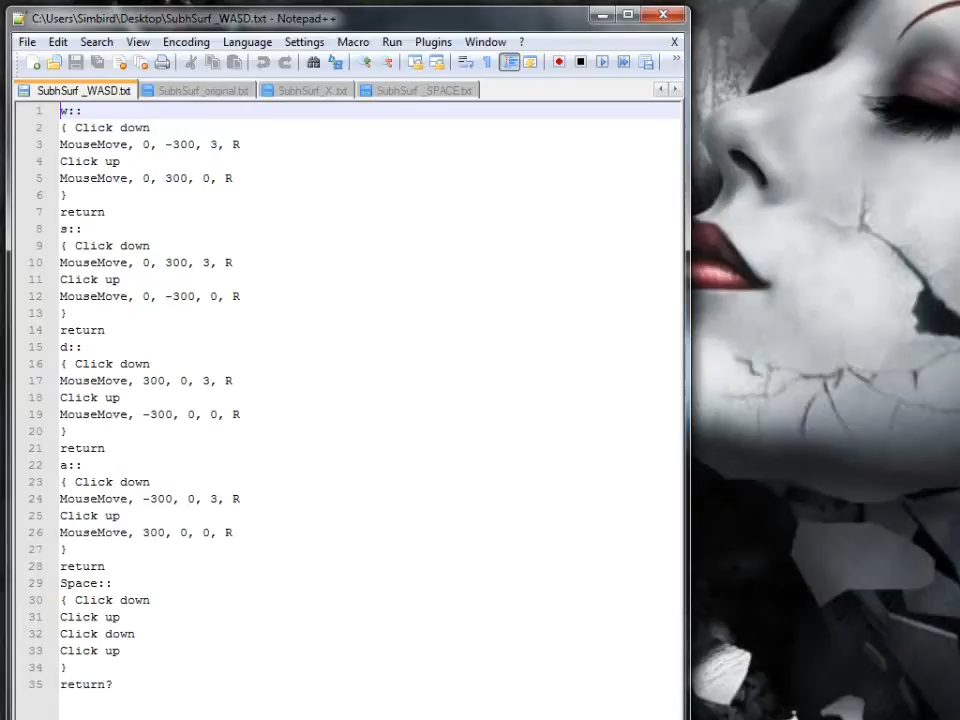 C:\Users\Simbird\Desktop\SubhSurf_WASD.txt - Notepad++
File Edit Search View Encoding Language Settings Macro Run Plugins Window ? X
SubhSurf _WASD.txt SubhSurf_original.txt SubhSurf_X.txt SubhSurf _SPACE.txt
1 w::
2 { Click down
3 MouseMove, 0, -300, 3, R
4 Click up
5 MouseMove, 0, 300, 0, R
6 }
7 return
8 s::
9 { Click down
10 MouseMove, 0, 300, 3, R
11 Click up
12 MouseMove, 0, -300, 0, R
13 }
14 return
15 d::
16 { Click down
17 MouseMove, 300, 0, 3, R
18 Click up
19 MouseMove, -300, 0, 0, R
20 }
21 return
22 a::
23 { Click down
24 MouseMove, -300, 0, 3, R
25 Click up
26 MouseMove, 300, 0, 0, R
27 }
28 return
29 Space::
30 { Click down
31 Click up
32 Click down
33 Click up
34 }
35 return?